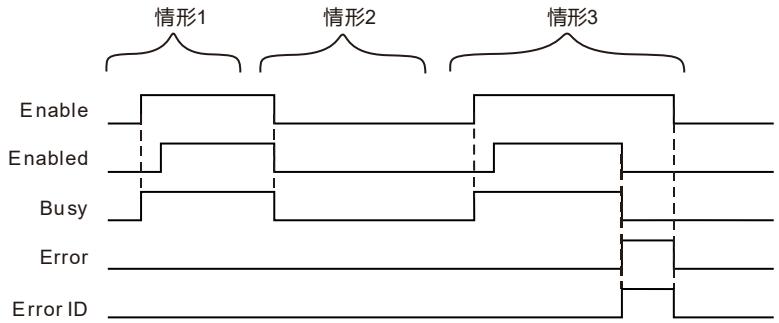 情形1 情形2 情形3
Enable
Enabled
Busy
Error
Error ID